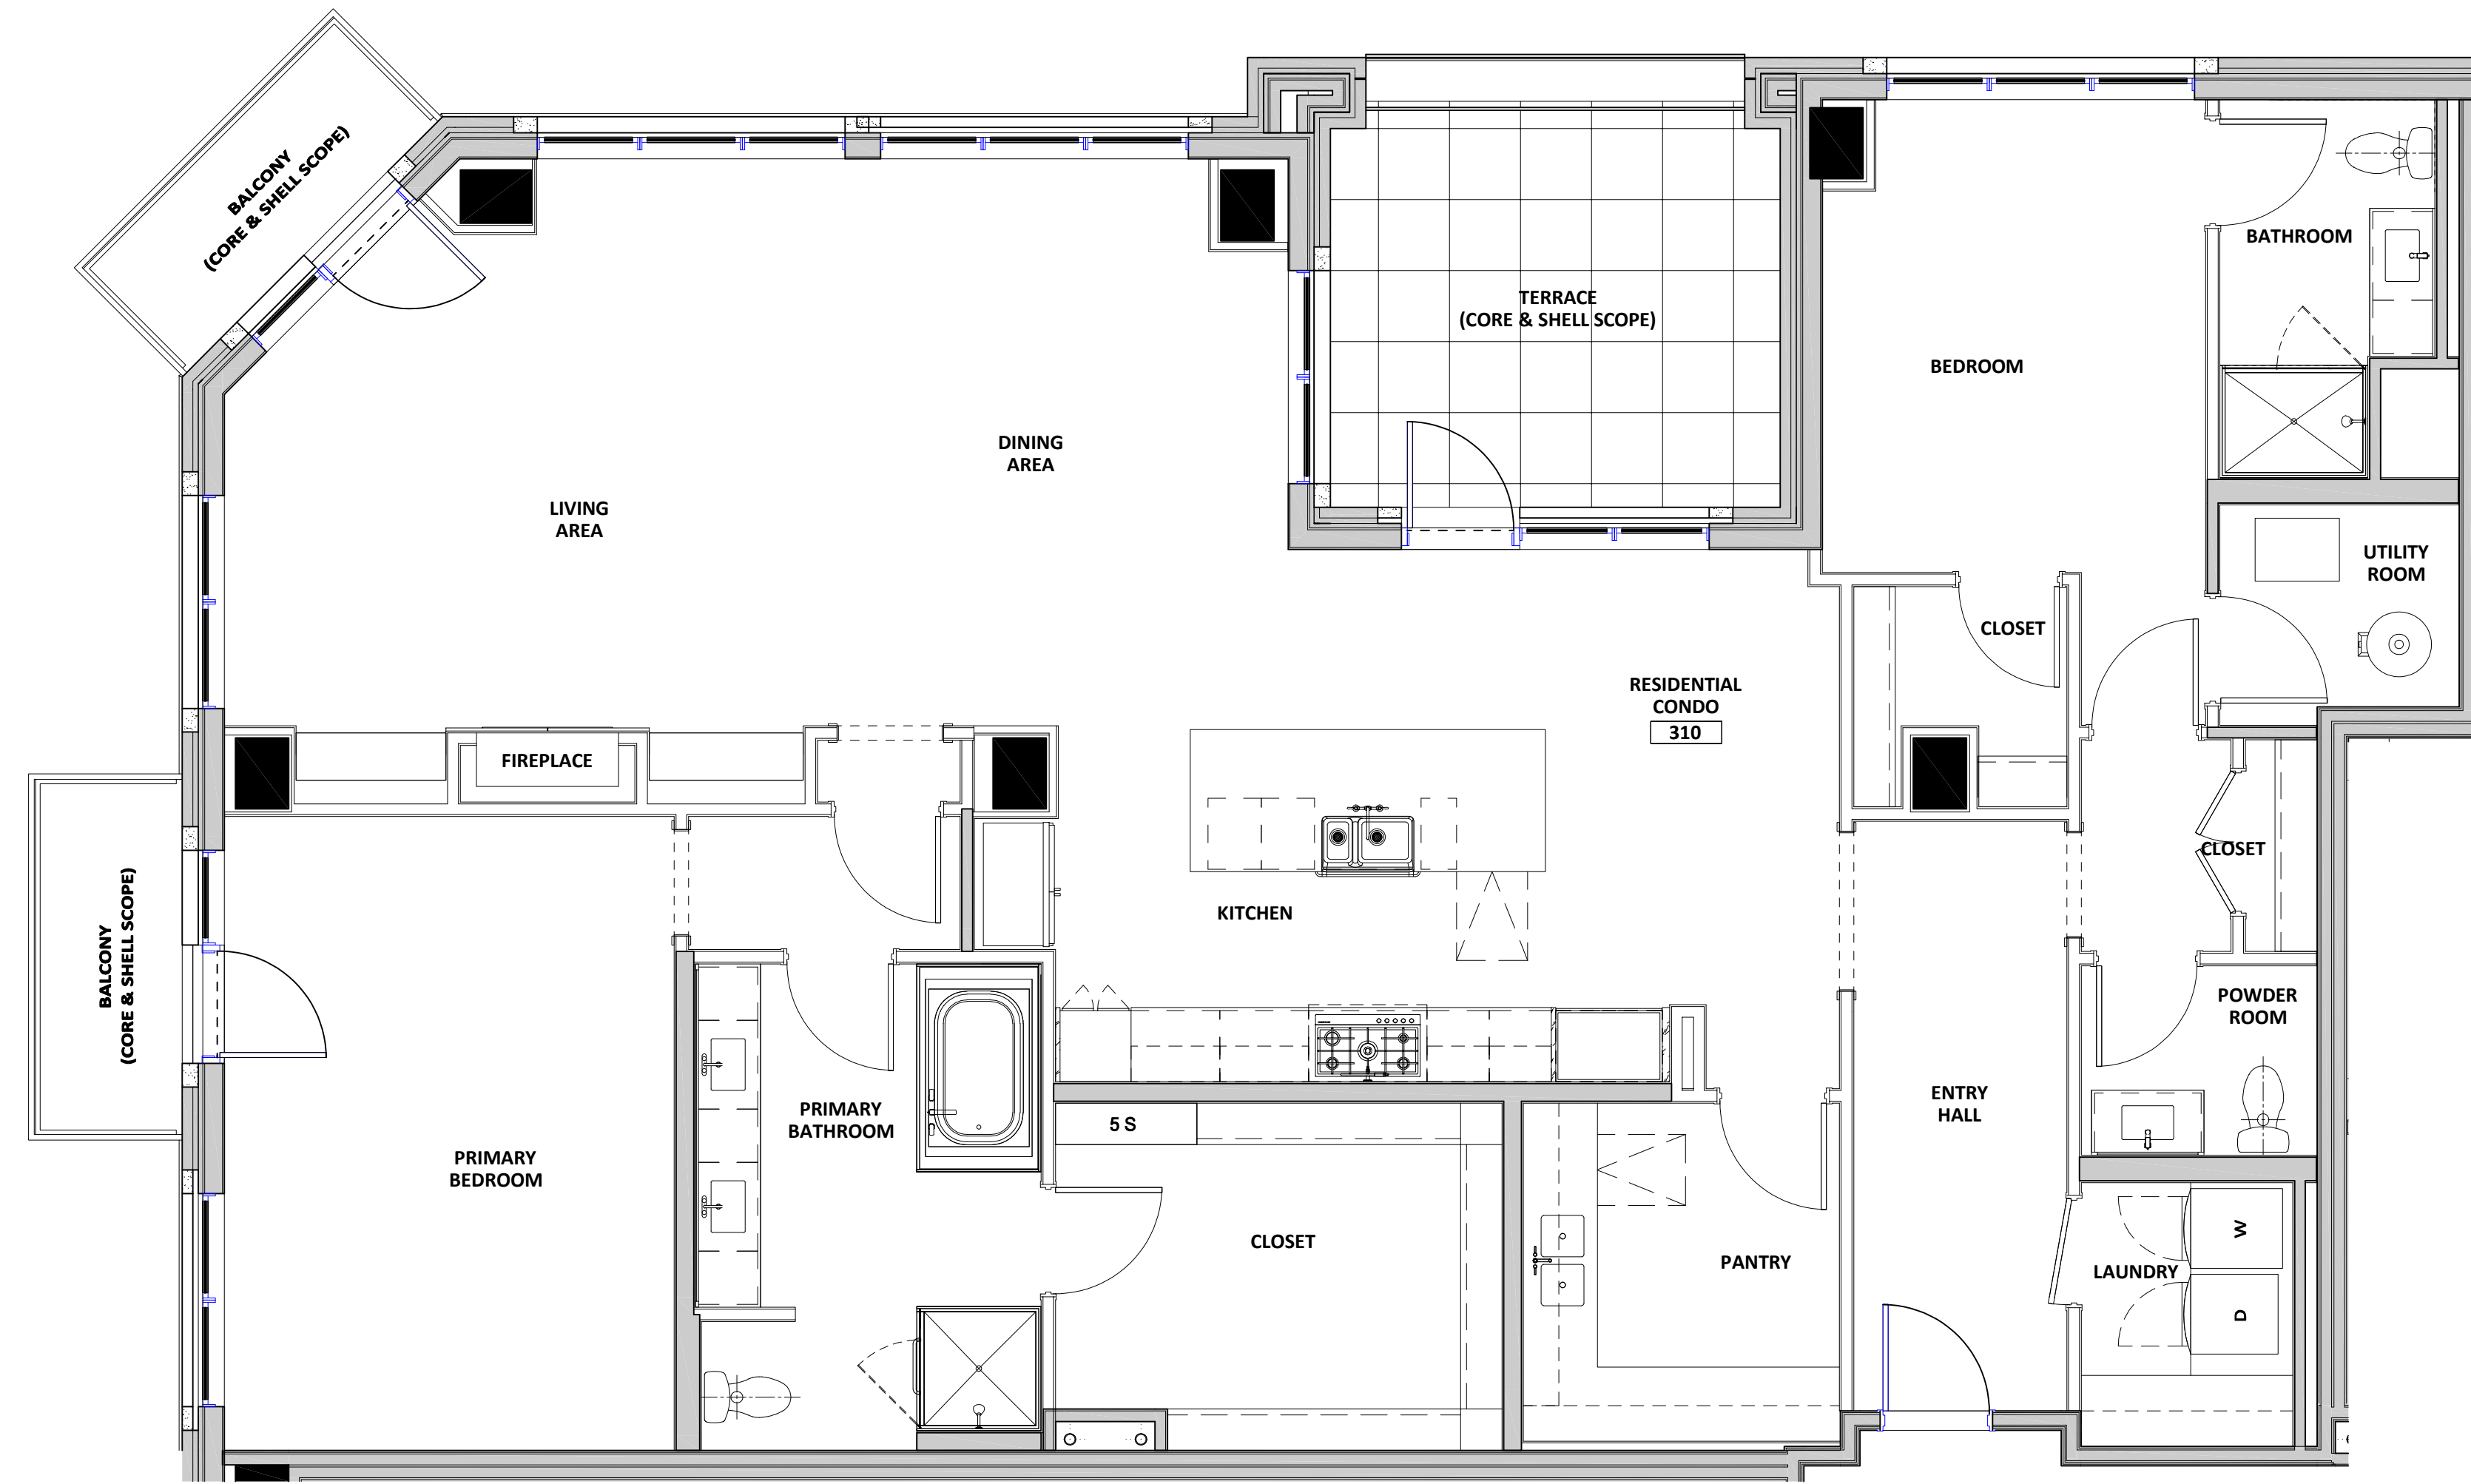 BALCONY
(CORE & SHELL SCOPE)
TERRACE
(CORE & SHELL SCOPE)
BATHROOM
BEDROOM
DINING
AREA
LIVING
AREA
UTILITY
ROOM
CLOSET
RESIDENTIAL
CONDO
310
FIREPLACE
CLOSET
KITCHEN
BALCONY
(CORE & SHELL SCOPE)
POWDER
ROOM
ENTRY
HALL
PRIMARY
BATHROOM
5 S
PRIMARY
BEDROOM
CLOSET
PANTRY
LAUNDRY
W
D